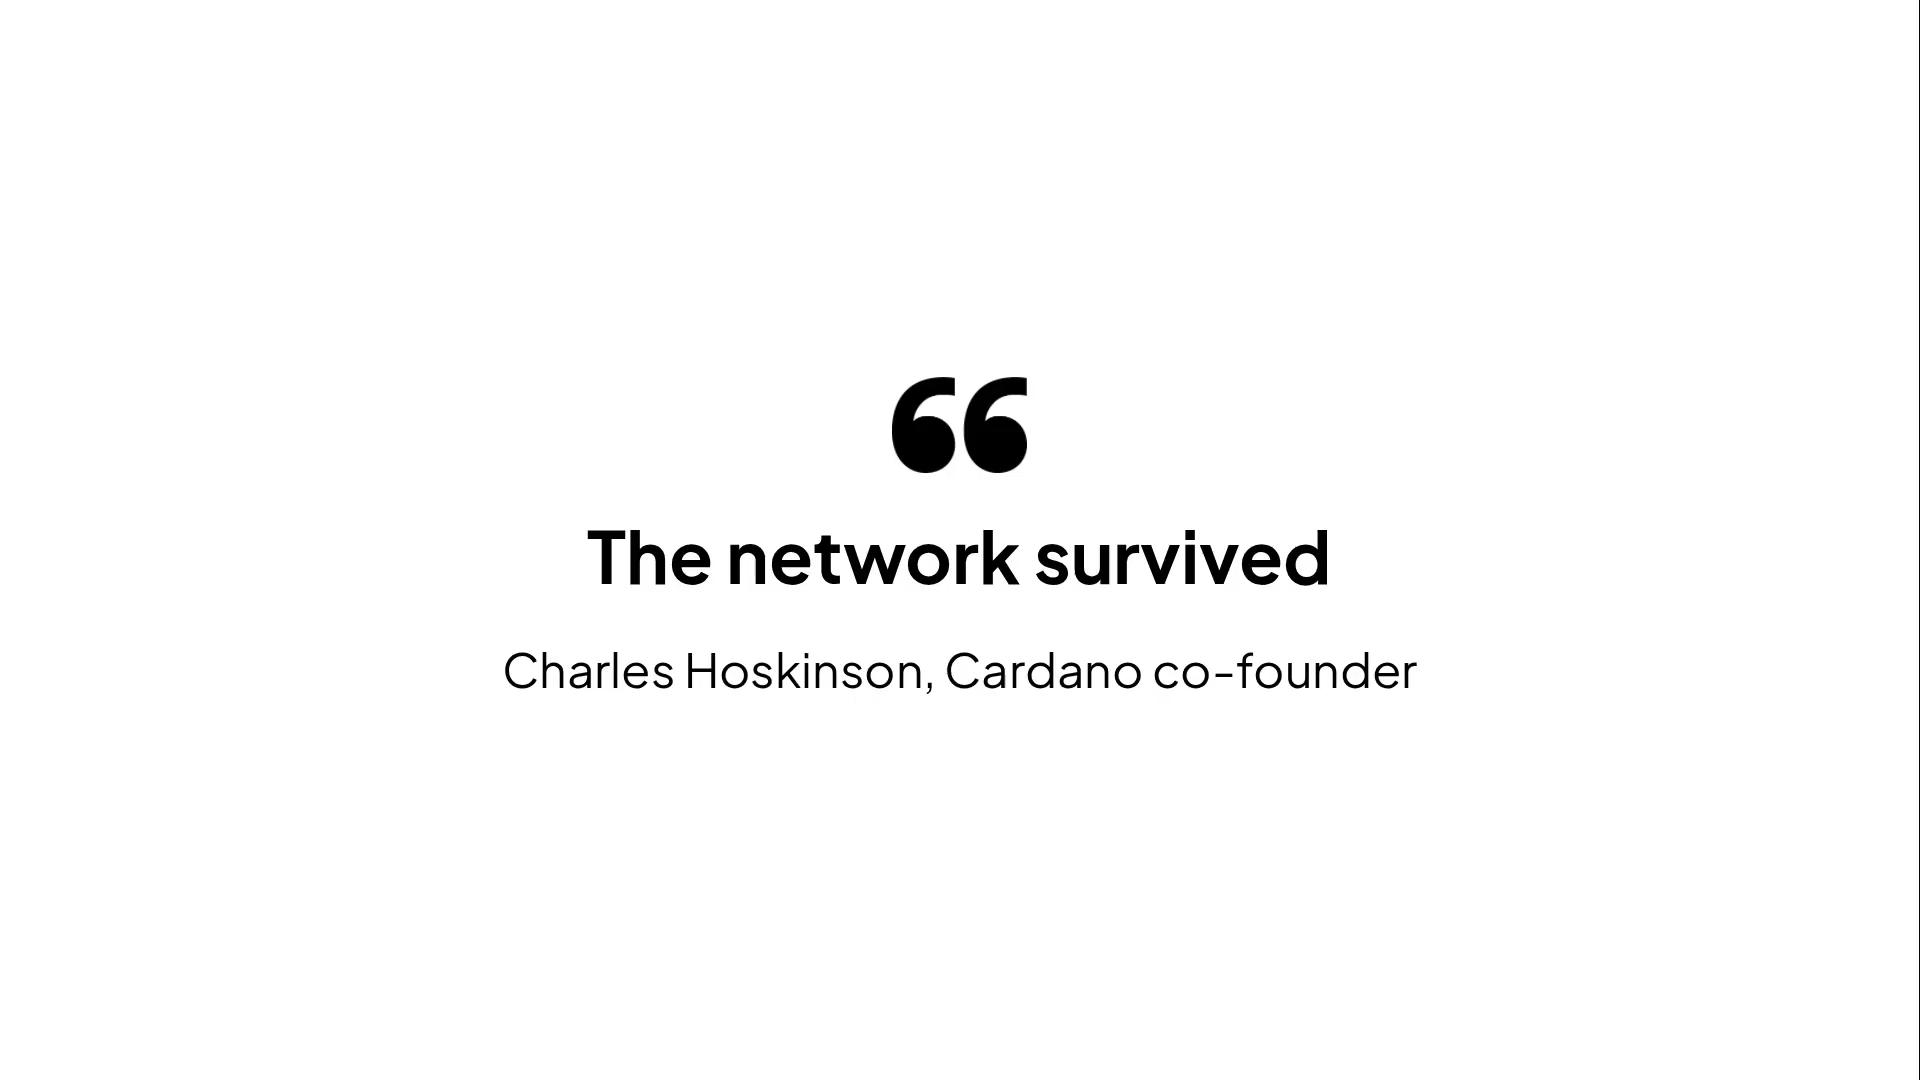 “
The network survived
Charles Hoskinson, Cardano co-founder